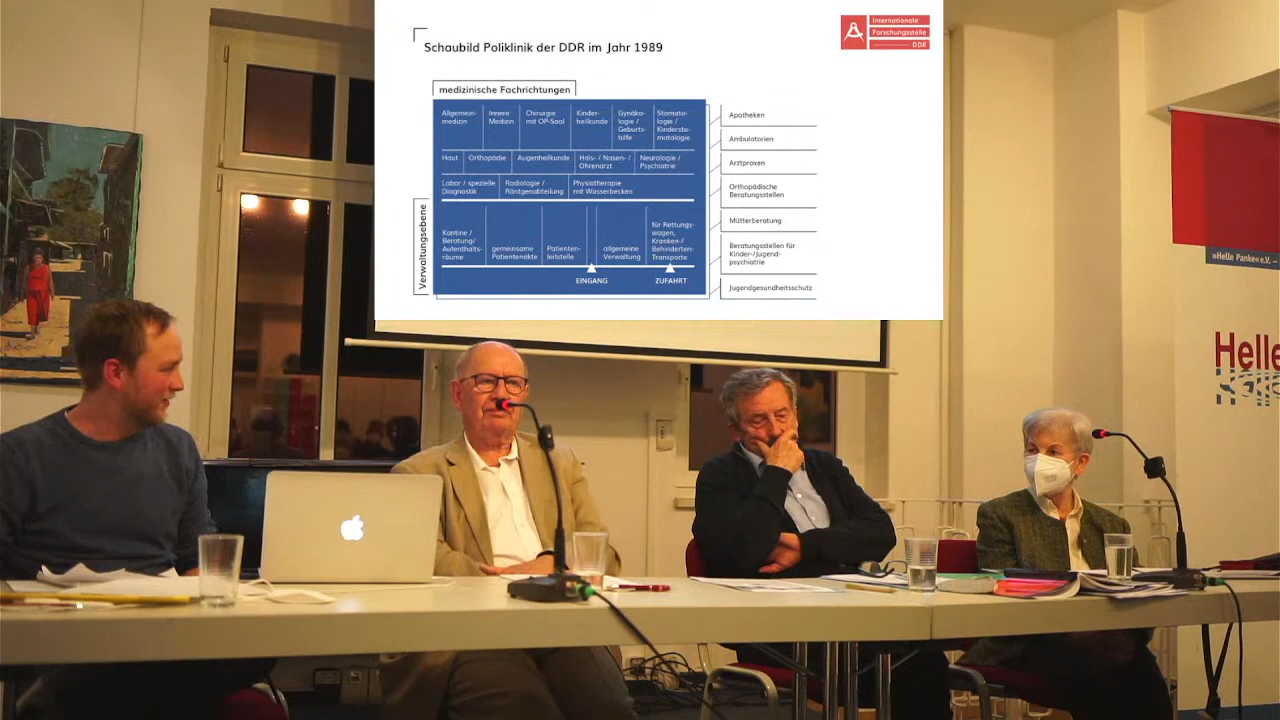 Internationale
Forschungsstelle
DDR
Schaubild Poliklinik der DDR im Jahr 1989
medizinische Fachrichtungen
Allgemein-
medizin
Innere
Medizin
Chirurgie
mit OP-Saal
Kinder-
heilkunde
Gynäko-
logie /
Geburts-
hilfe
Stomato-
logie /
Kindersto-
matologie
Haut
Orthopädie
Augenheilkunde
Hals- / Nasen- /
Ohrenarzt
Neurologie /
Psychiatrie
Labor / spezielle
Diagnostik
Radiologie /
Röntgenabteilung
Physiotherapie
mit Wasserbecken
Verwaltungsebene
Kantine /
Beratung/
Aufenthalts-
räume
gemeinsame
Patientenakte
Patienten-
leitstelle
allgemeine
Verwaltung
für Rettungs-
wagen,
Kranken-/
Behinderten-
Transporte
EINGANG
ZUFAHRT
Apotheken
Ambulatorien
Arztpraxen
Orthopädische
Beratungsstellen
Mütterberatung
Beratungsstellen für
Kinder-/Jugend-
psychiatrie
Jugendgesundheitsschutz
»Helle Panke« e.V. –
Helle